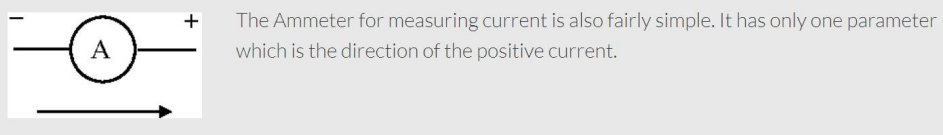 − +
A
The Ammeter for measuring current is also fairly simple. It has only one parameter
which is the direction of the positive current.